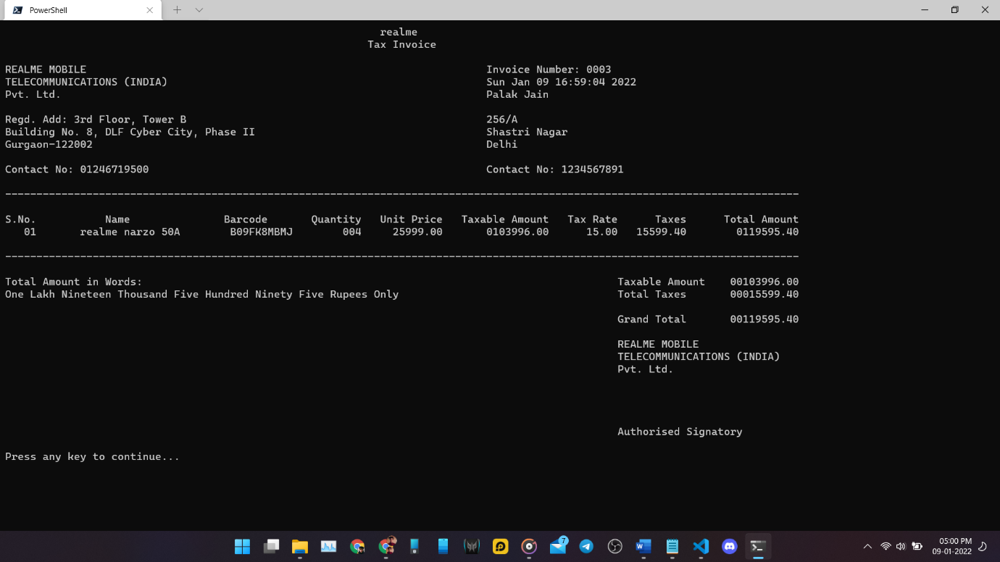 PowerShell
realme
Tax Invoice
REALME MOBILE
TELECOMMUNICATIONS (INDIA)
Pvt. Ltd.
Invoice Number: 0003
Sun Jan 09 16:59:04 2022
Palak Jain
Regd. Add: 3rd Floor, Tower B
Building No. 8, DLF Cyber City, Phase II
Gurgaon-122002
256/A
Shastri Nagar
Delhi
Contact No: 01246719500
Contact No: 1234567891
S.No. Name Barcode Quantity Unit Price Taxable Amount Tax Rate Taxes Total Amount
01 realme narzo 50A B09FK8MBMJ 004 25999.00 0103996.00 15.00 15599.40 0119595.40
Total Amount in Words:
One Lakh Nineteen Thousand Five Hundred Ninety Five Rupees Only
Taxable Amount 00103996.00
Total Taxes 00015599.40
Grand Total 00119595.40
REALME MOBILE
TELECOMMUNICATIONS (INDIA)
Pvt. Ltd.
Authorised Signatory
Press any key to continue...
7
05:00 PM
09-01-2022